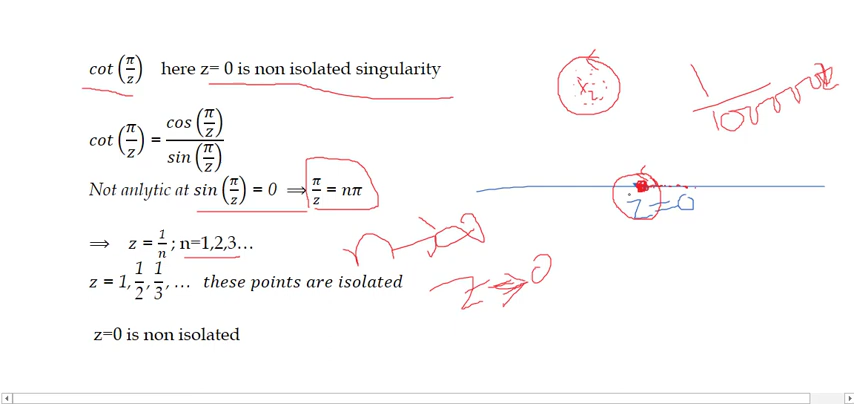 cot(π/z) here z= 0 is non isolated singularity
cot(π/z) = cos(π/z)/sin(π/z)
Not anlytic at sin(π/z) = 0 ⟹ π/z = nπ
⟹ z = 1/n ; n=1,2,3…
z = 1, 1/2, 1/3, … these points are isolated
z=0 is non isolated
z=0
n→∞
z→0